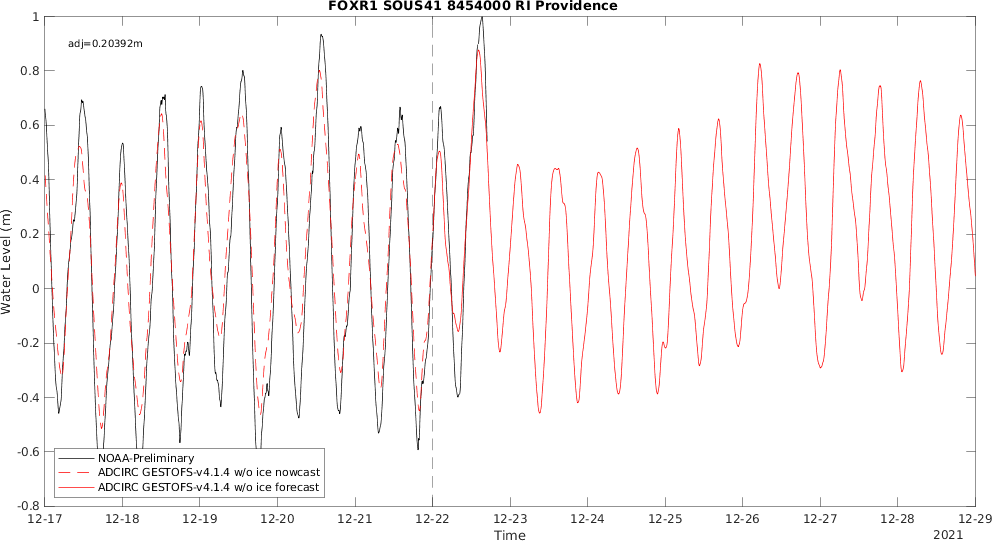 FOXR1 SOUS41 8454000 RI Providence
adj=0.20392m
Water Level (m)
1
0.8
0.6
0.4
0.2
0
-0.2
-0.4
-0.6
-0.8
NOAA-Preliminary
ADCIRC GESTOFS-v4.1.4 w/o ice nowcast
ADCIRC GESTOFS-v4.1.4 w/o ice forecast
12-17 12-18 12-19 12-20 12-21 12-22 12-23 12-24 12-25 12-26 12-27 12-28 12-29
Time
2021